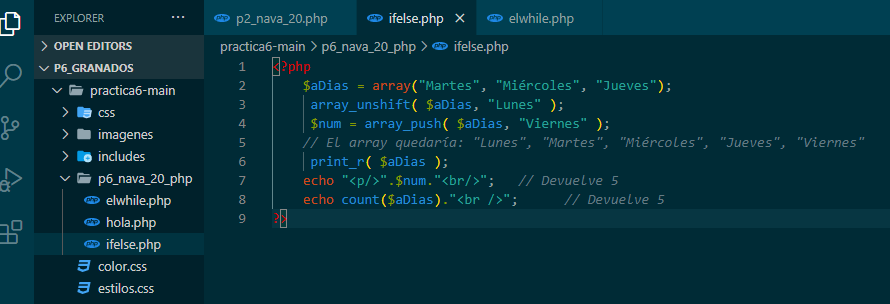 EXPLORER
OPEN EDITORS
P6_GRANADOS
practica6-main
css
imagenes
includes
p6_nava_20_php
elwhile.php
hola.php
ifelse.php
color.css
estilos.css
p2_nava_20.php ifelse.php elwhile.php
practica6-main > p6_nava_20_php > ifelse.php
1 <?php
2 $aDias = array("Martes", "Miércoles", "Jueves");
3 array_unshift( $aDias, "Lunes" );
4 $num = array_push( $aDias, "Viernes" );
5 // El array quedaría: "Lunes", "Martes", "Miércoles", "Jueves", "Viernes"
6 print_r( $aDias );
7 echo "<p/>".$num."<br/>"; // Devuelve 5
8 echo count($aDias)."<br />"; // Devuelve 5
9 ?>